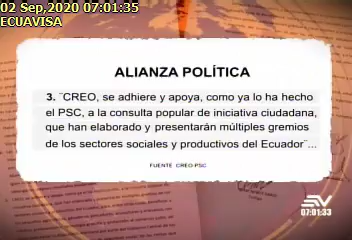 02 Sep,2020 07:01:35
ECUAVISA
ALIANZA POLÍTICA
3. ¨CREO, se adhiere y apoya, como ya lo ha hecho
el PSC, a la consulta popular de iniciativa ciudadana,
que han elaborado y presentarán múltiples gremios
de los sectores sociales y productivos del Ecuador¨...
FUENTE CREO-PSC
07:01:33